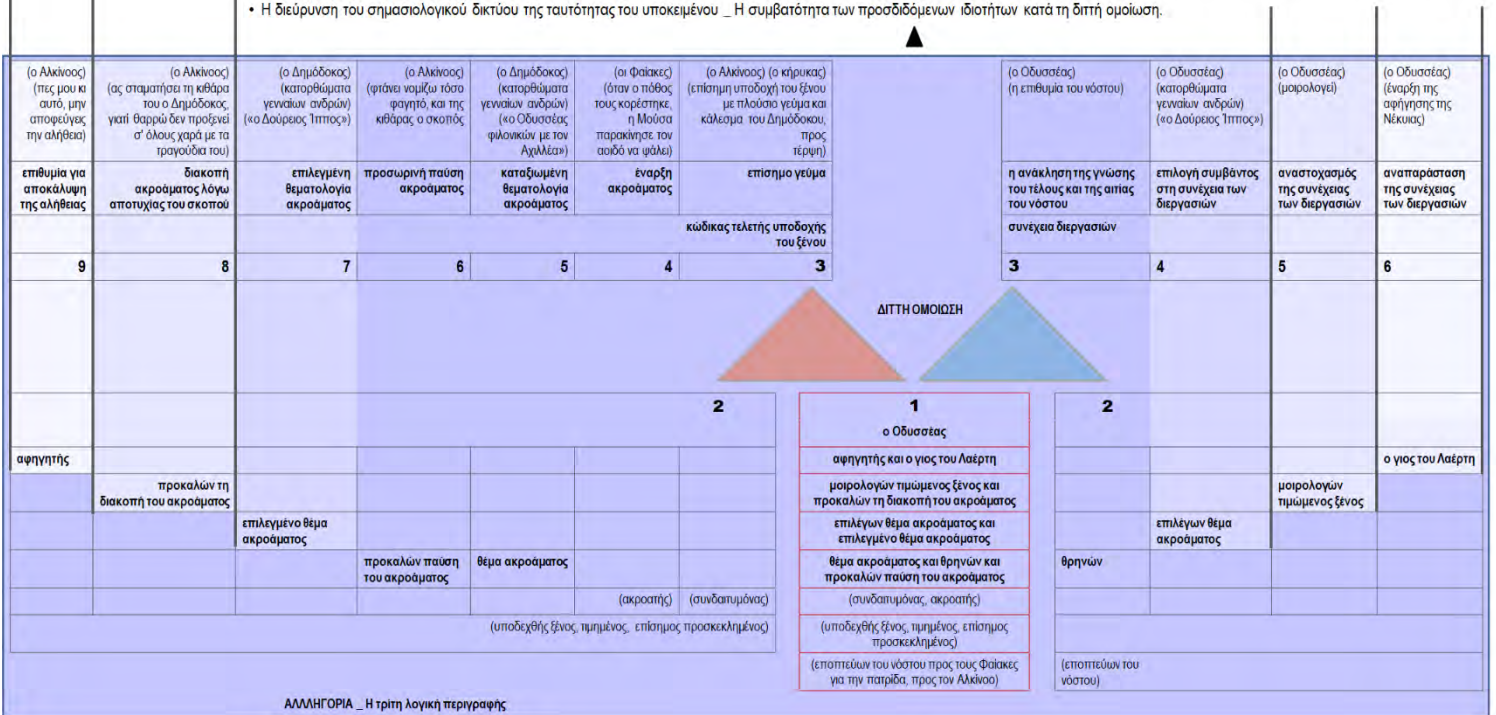 • Η διεύρυνση του σημασιολογικού δικτύου της ταυτότητας του υποκειμένου _ Η συμβατότητα των προσδιδόμενων ιδιοτήτων κατά τη διττή ομοίωση.
(ο Αλκίνοος)
(πες μου κι
αυτό, μην
αποφεύγεις
την αλήθεια)
(ο Αλκίνοος)
(ας σταματήσει τη κιθάρα
του ο Δημόδοκος,
γιατί θαρρώ δεν προξενεί
σ' όλους χαρά με τα
τραγούδια του)
(ο Δημόδοκος)
(κατορθώματα
γενναίων ανδρών)
(«ο Δούρειος Ίππος»)
(ο Αλκίνοος)
(φτάνει νομίζω τόσο
φαγητό, και της
κιθάρας ο σκοπός
(ο Δημόδοκος)
(κατορθώματα
γενναίων ανδρών)
(«ο Οδυσσέας
φιλονικών με τον
Αχιλλέα»)
(οι Φαίακες)
(όταν ο πόθος
τους κορέστηκε,
η Μούσα
παρακίνησε τον
αοιδό να ψάλει)
(ο Αλκίνοος) (ο κήρυκας)
(επίσημη υποδοχή του ξένου
με πλούσιο γεύμα και
κάλεσμα του Δημόδοκου,
προς
τέρψη)
(ο Οδυσσέας)
(η επιθυμία του νόστου)
(ο Οδυσσέας)
(κατορθώματα
γενναίων ανδρών)
(«ο Δούρειος Ίππος»)
(ο Οδυσσέας)
(μοιρολογεί)
(ο Οδυσσέας)
(έναρξη της
αφήγησης της
Νέκυιας)
επιθυμία για
αποκάλυψη
της αλήθειας
διακοπή
ακροάματος λόγω
αποτυχίας του σκοπού
επιλεγμένη
θεματολογία
ακροάματος
προσωρινή παύση
ακροάματος
καταξιωμένη
θεματολογία
ακροάματος
έναρξη
ακροάματος
επίσημο γεύμα
η ανάκληση της γνώσης
του τέλους και της αιτίας
του νόστου
επιλογή συμβάντος
στη συνέχεια των
διεργασιών
αναστοχασμός
της συνέχειας
των διεργασιών
αναπαράσταση
της συνέχειας
των διεργασιών
κώδικας τελετής υποδοχής
του ξένου
συνέχεια διεργασιών
9 8 7 6 5 4 3 3 4 5 6
ΔΙΤΤΗ ΟΜΟΙΩΣΗ
2 1 2
ο Οδυσσέας
αφηγητής
αφηγητής και ο γιος του Λαέρτη
ο γιος του Λαέρτη
προκαλών τη
διακοπή του ακροάματος
μοιρολογών τιμώμενος ξένος και
προκαλών τη διακοπή του ακροάματος
μοιρολογών
τιμώμενος ξένος
επιλεγμένο θέμα
ακροάματος
επιλέγων θέμα ακροάματος και
επιλεγμένο θέμα ακροάματος
επιλέγων θέμα
ακροάματος
προκαλών παύση
του ακροάματος
θέμα ακροάματος
θέμα ακροάματος και θρηνών και
προκαλών παύση του ακροάματος
θρηνών
(ακροατής)
(συνδαιτυμόνας)
(συνδαιτυμόνας, ακροατής)
(υποδεχθής ξένος, τιμημένος, επίσημος προσκεκλημένος)
(υποδεχθής ξένος, τιμημένος, επίσημος
προσκεκλημένος)
(εποπτεύων του νόστου προς τους Φαίακες
για την πατρίδα, προς τον Αλκίνοο)
(εποπτεύων του
νόστου)
ΑΛΛΛΗΓΟΡΙΑ _ Η τρίτη λογική περιγραφής